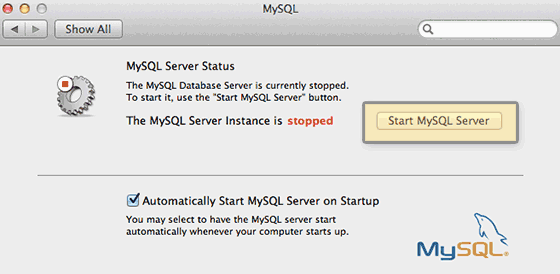 MySQL
Show All
MySQL Server Status
The MySQL Database Server is currently stopped.
To start it, use the "Start MySQL Server" button.
The MySQL Server Instance is stopped
Start MySQL Server
Automatically Start MySQL Server on Startup
You may select to have the MySQL server start
automatically whenever your computer starts up.
MySQL®